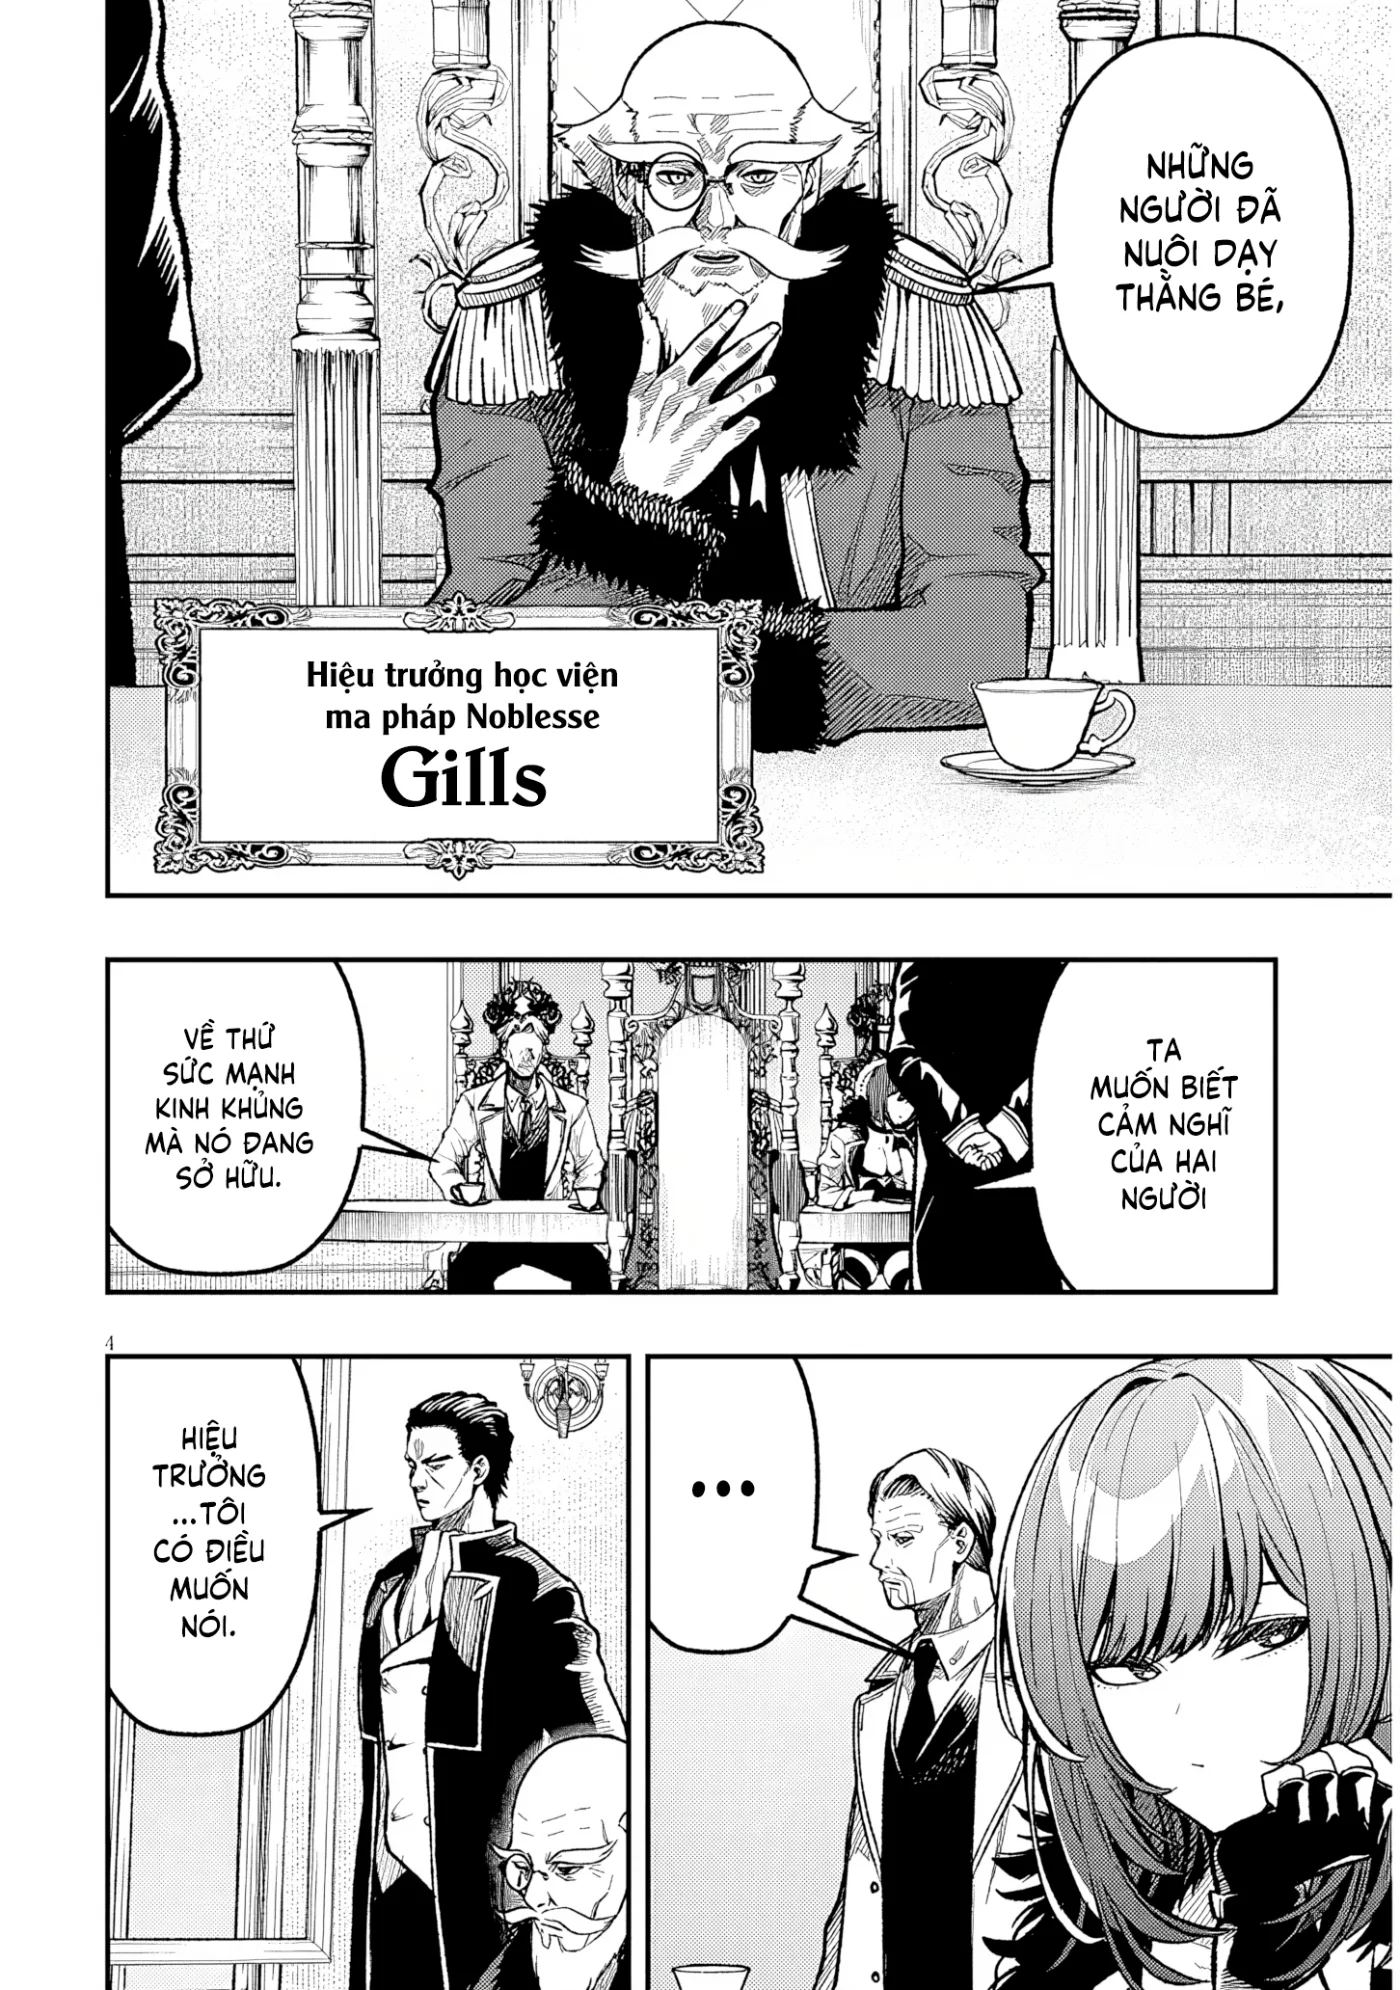 NHỮNG
NGƯỜI ĐÃ
NUÔI DẠY
THẰNG BÉ,
Hiệu trưởng học viện
ma pháp Noblesse
Gills
TA
MUỐN BIẾT
CẢM NGHĨ
CỦA HAI
NGƯỜI
VỀ THỨ
SỨC MẠNH
KINH KHỦNG
MÀ NÓ ĐANG
SỞ HỮU.
4
...
HIỆU
TRƯỞNG
...TÔI
CÓ ĐIỀU
MUỐN
NÓI.